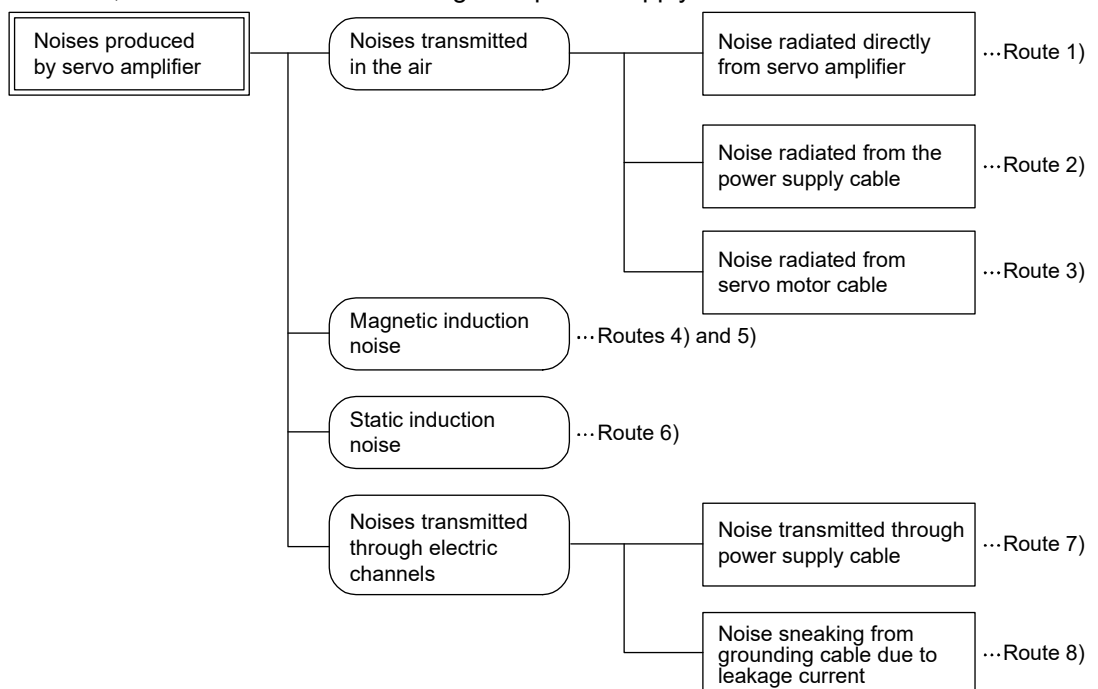 Noises produced
by servo amplifier
Noises transmitted
in the air
Noise radiated directly
from servo amplifier
···Route 1)
Noise radiated from the
power supply cable
···Route 2)
Noise radiated from
servo motor cable
···Route 3)
Magnetic induction
noise
···Routes 4) and 5)
Static induction
noise
···Route 6)
Noises transmitted
through electric
channels
Noise transmitted through
power supply cable
···Route 7)
Noise sneaking from
grounding cable due to
leakage current
···Route 8)